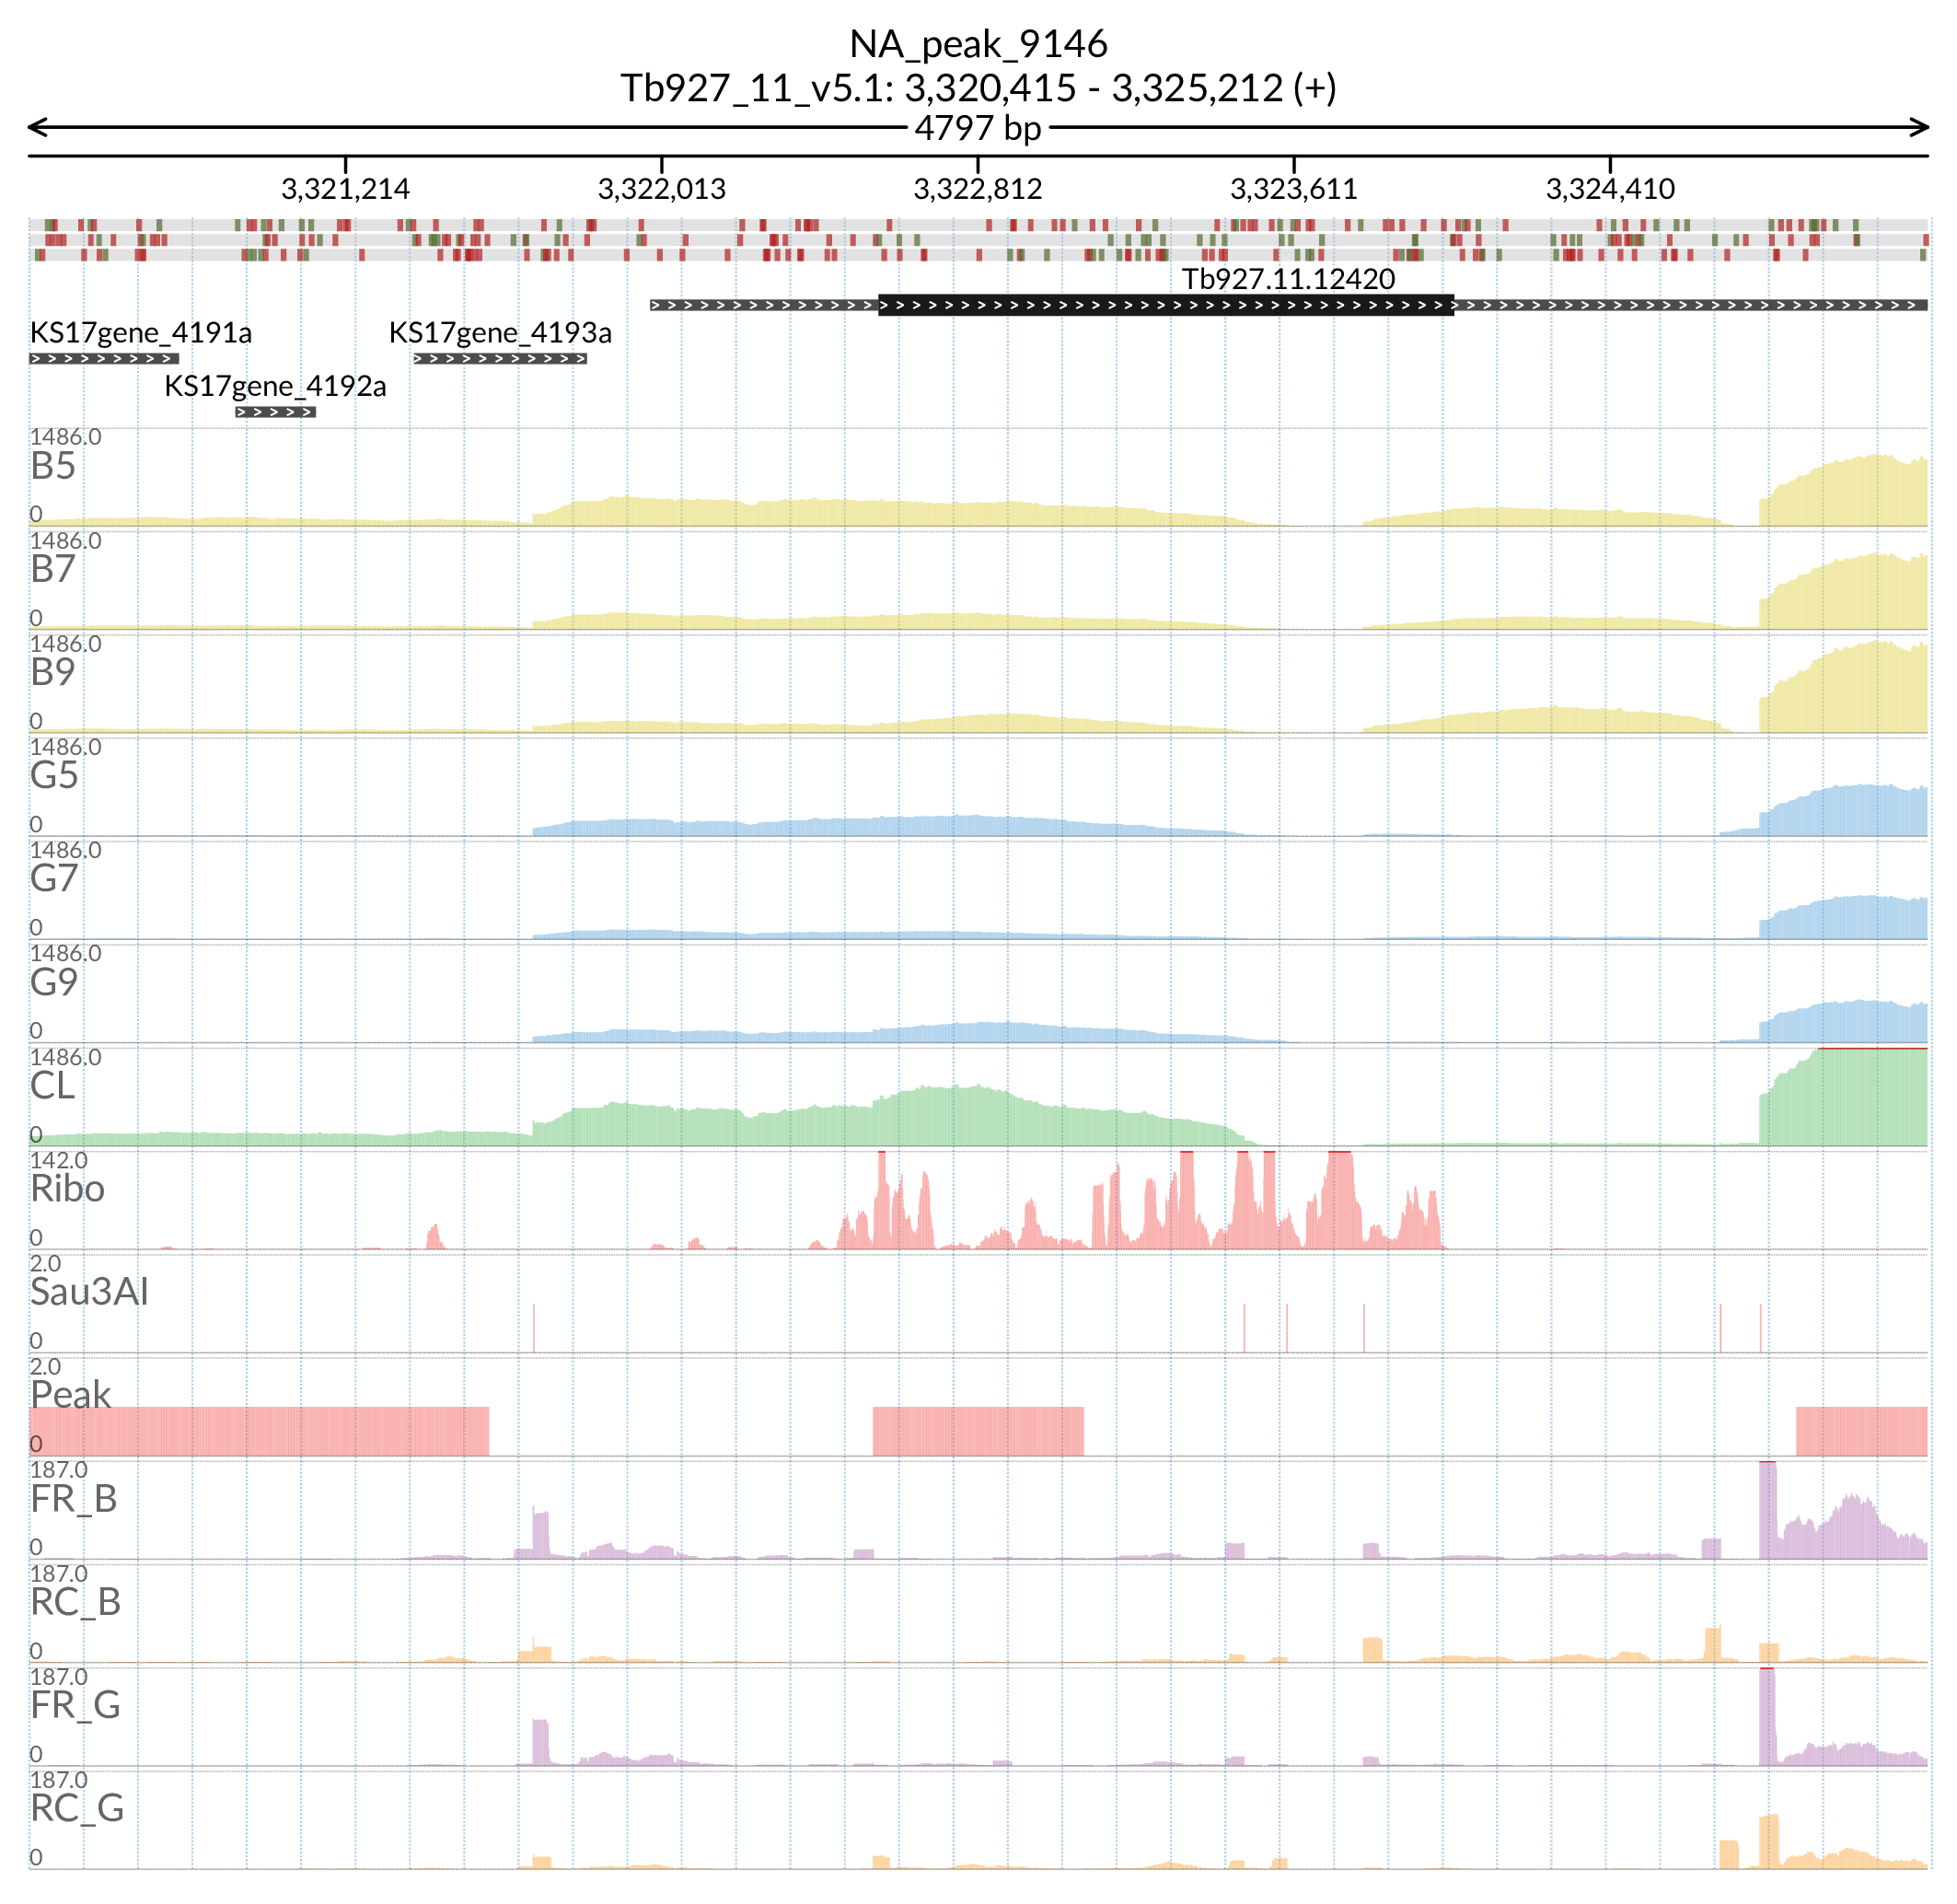 NA_peak_9146
Tb927_11_v5.1: 3,320,415 - 3,325,212 (+)
4797 bp
3,321,214 3,322,013 3,322,812 3,323,611 3,324,410
Tb927.11.12420
KS17gene_4191a KS17gene_4193a
KS17gene_4192a
1486.0
B5
0
1486.0
B7
0
1486.0
B9
0
1486.0
G5
0
1486.0
G7
0
1486.0
G9
0
1486.0
CL
0
142.0
Ribo
0
2.0
Sau3AI
0
2.0
Peak
0
187.0
FR_B
0
187.0
RC_B
0
187.0
FR_G
0
187.0
RC_G
0